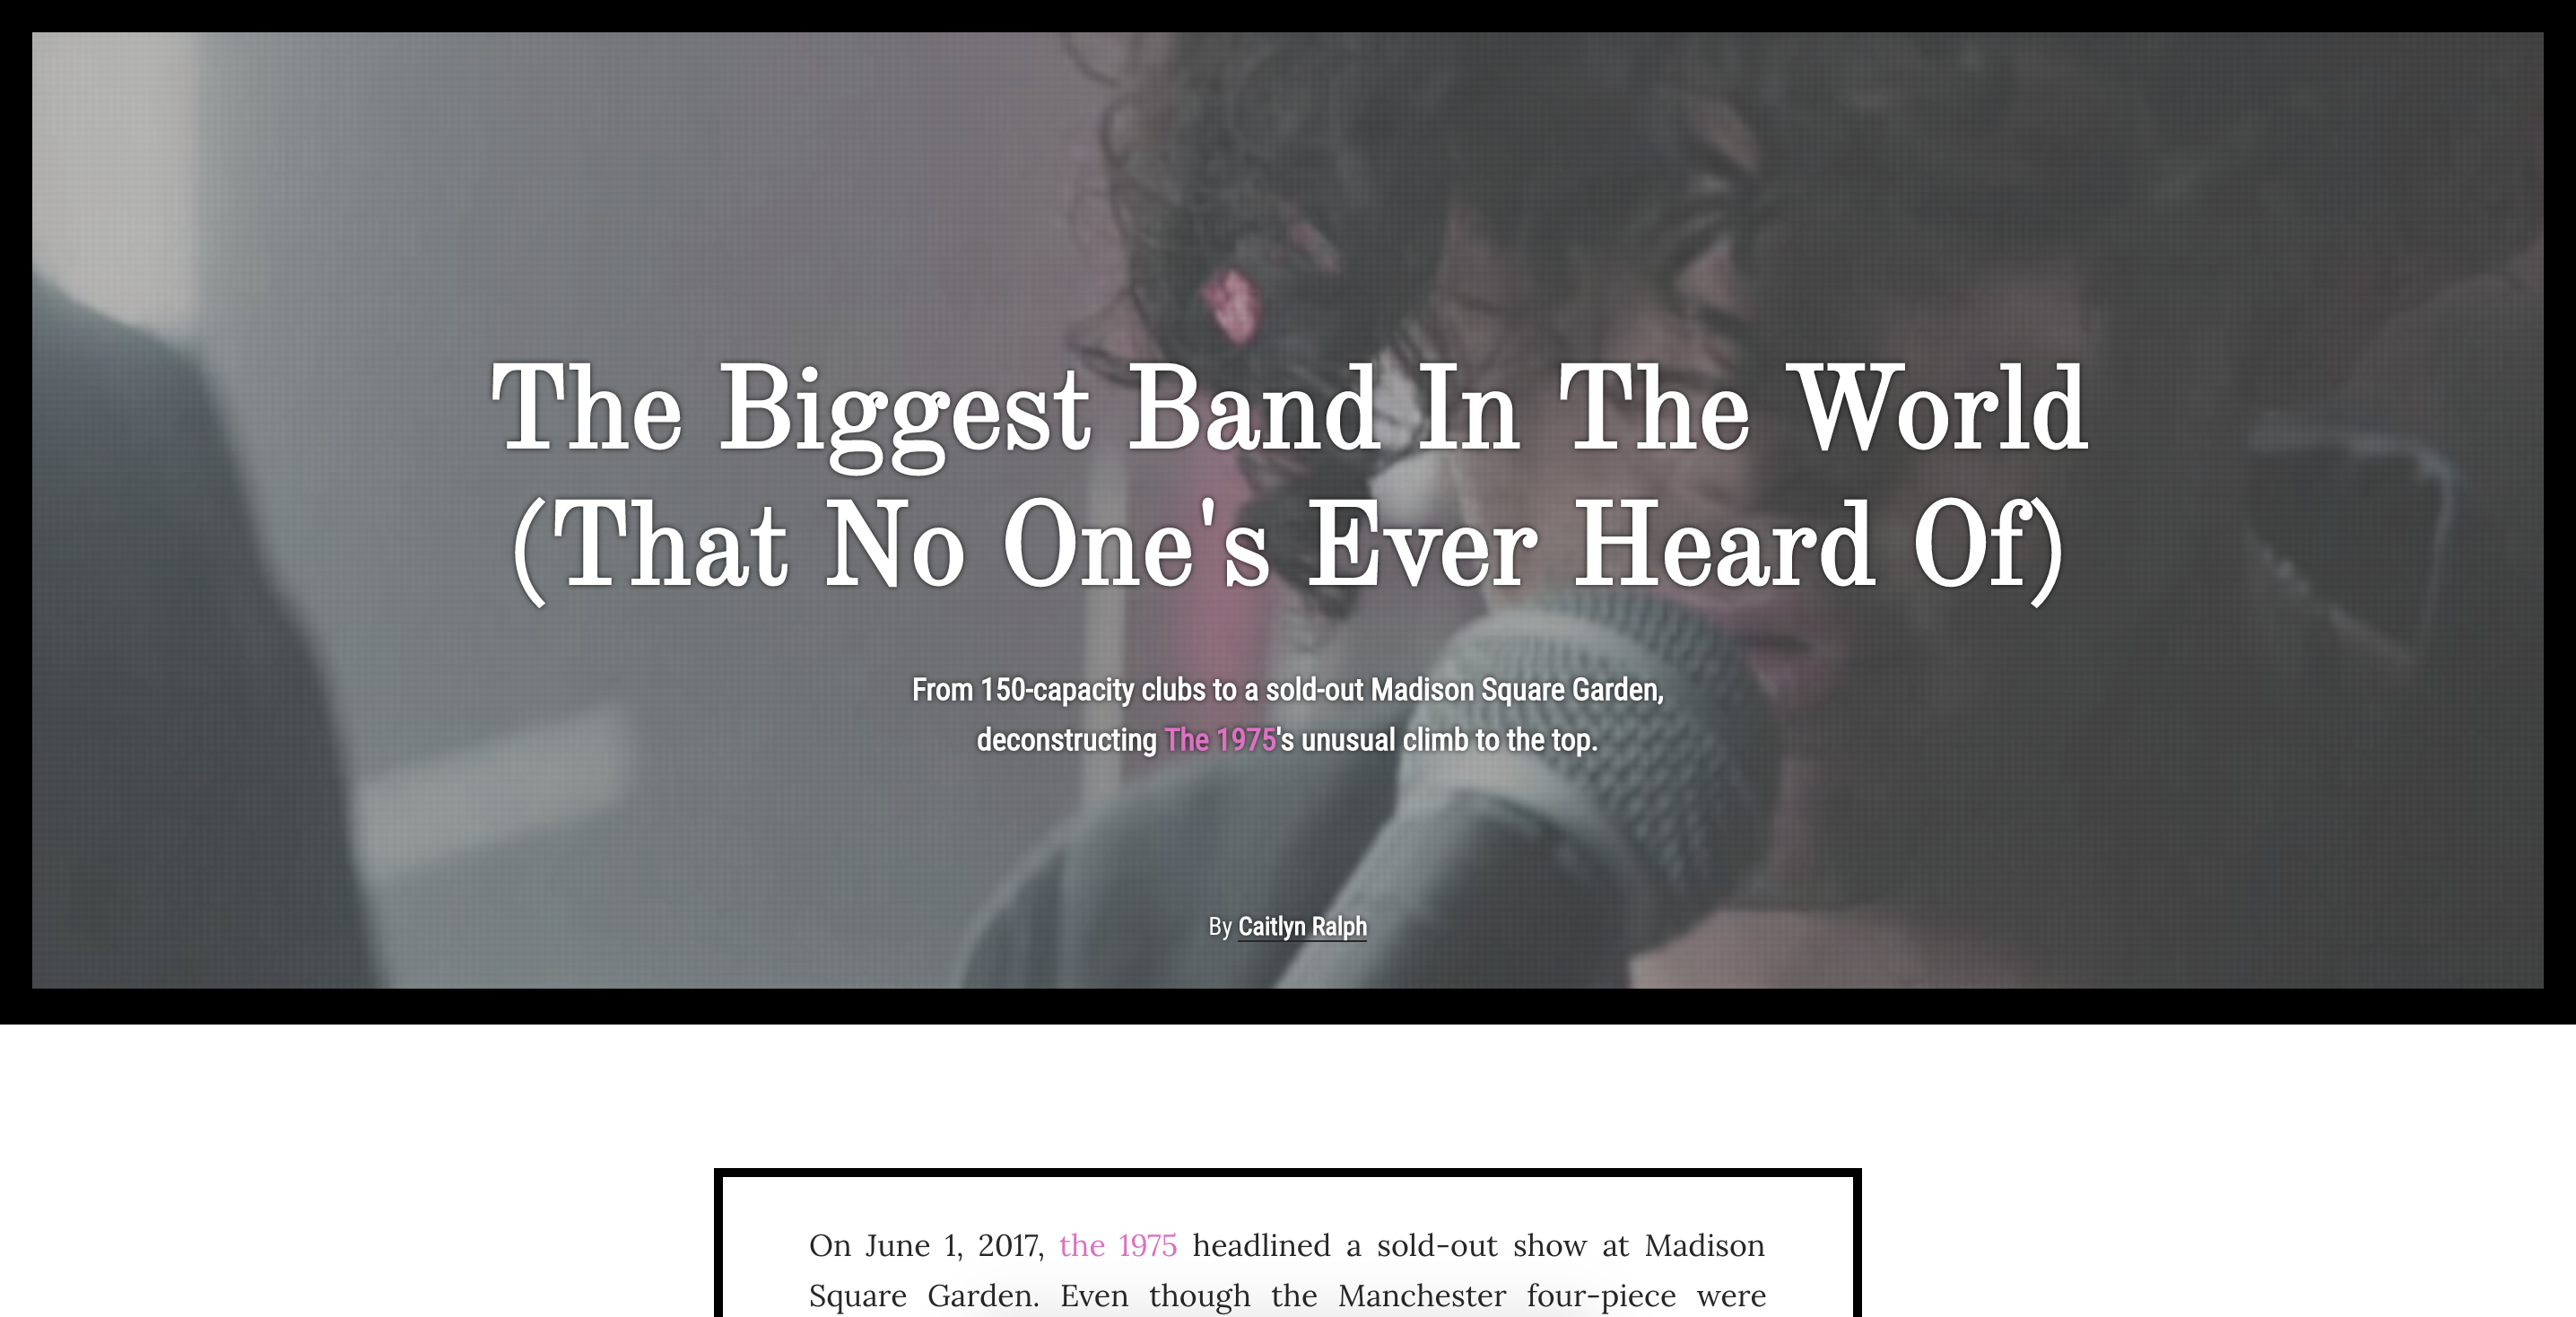 The Biggest Band In The World
(That No One's Ever Heard Of)
From 150-capacity clubs to a sold-out Madison Square Garden,
deconstructing The 1975's unusual climb to the top.
By Caitlyn Ralph
On June 1, 2017, the 1975 headlined a sold-out show at Madison
Square Garden. Even though the Manchester four-piece were